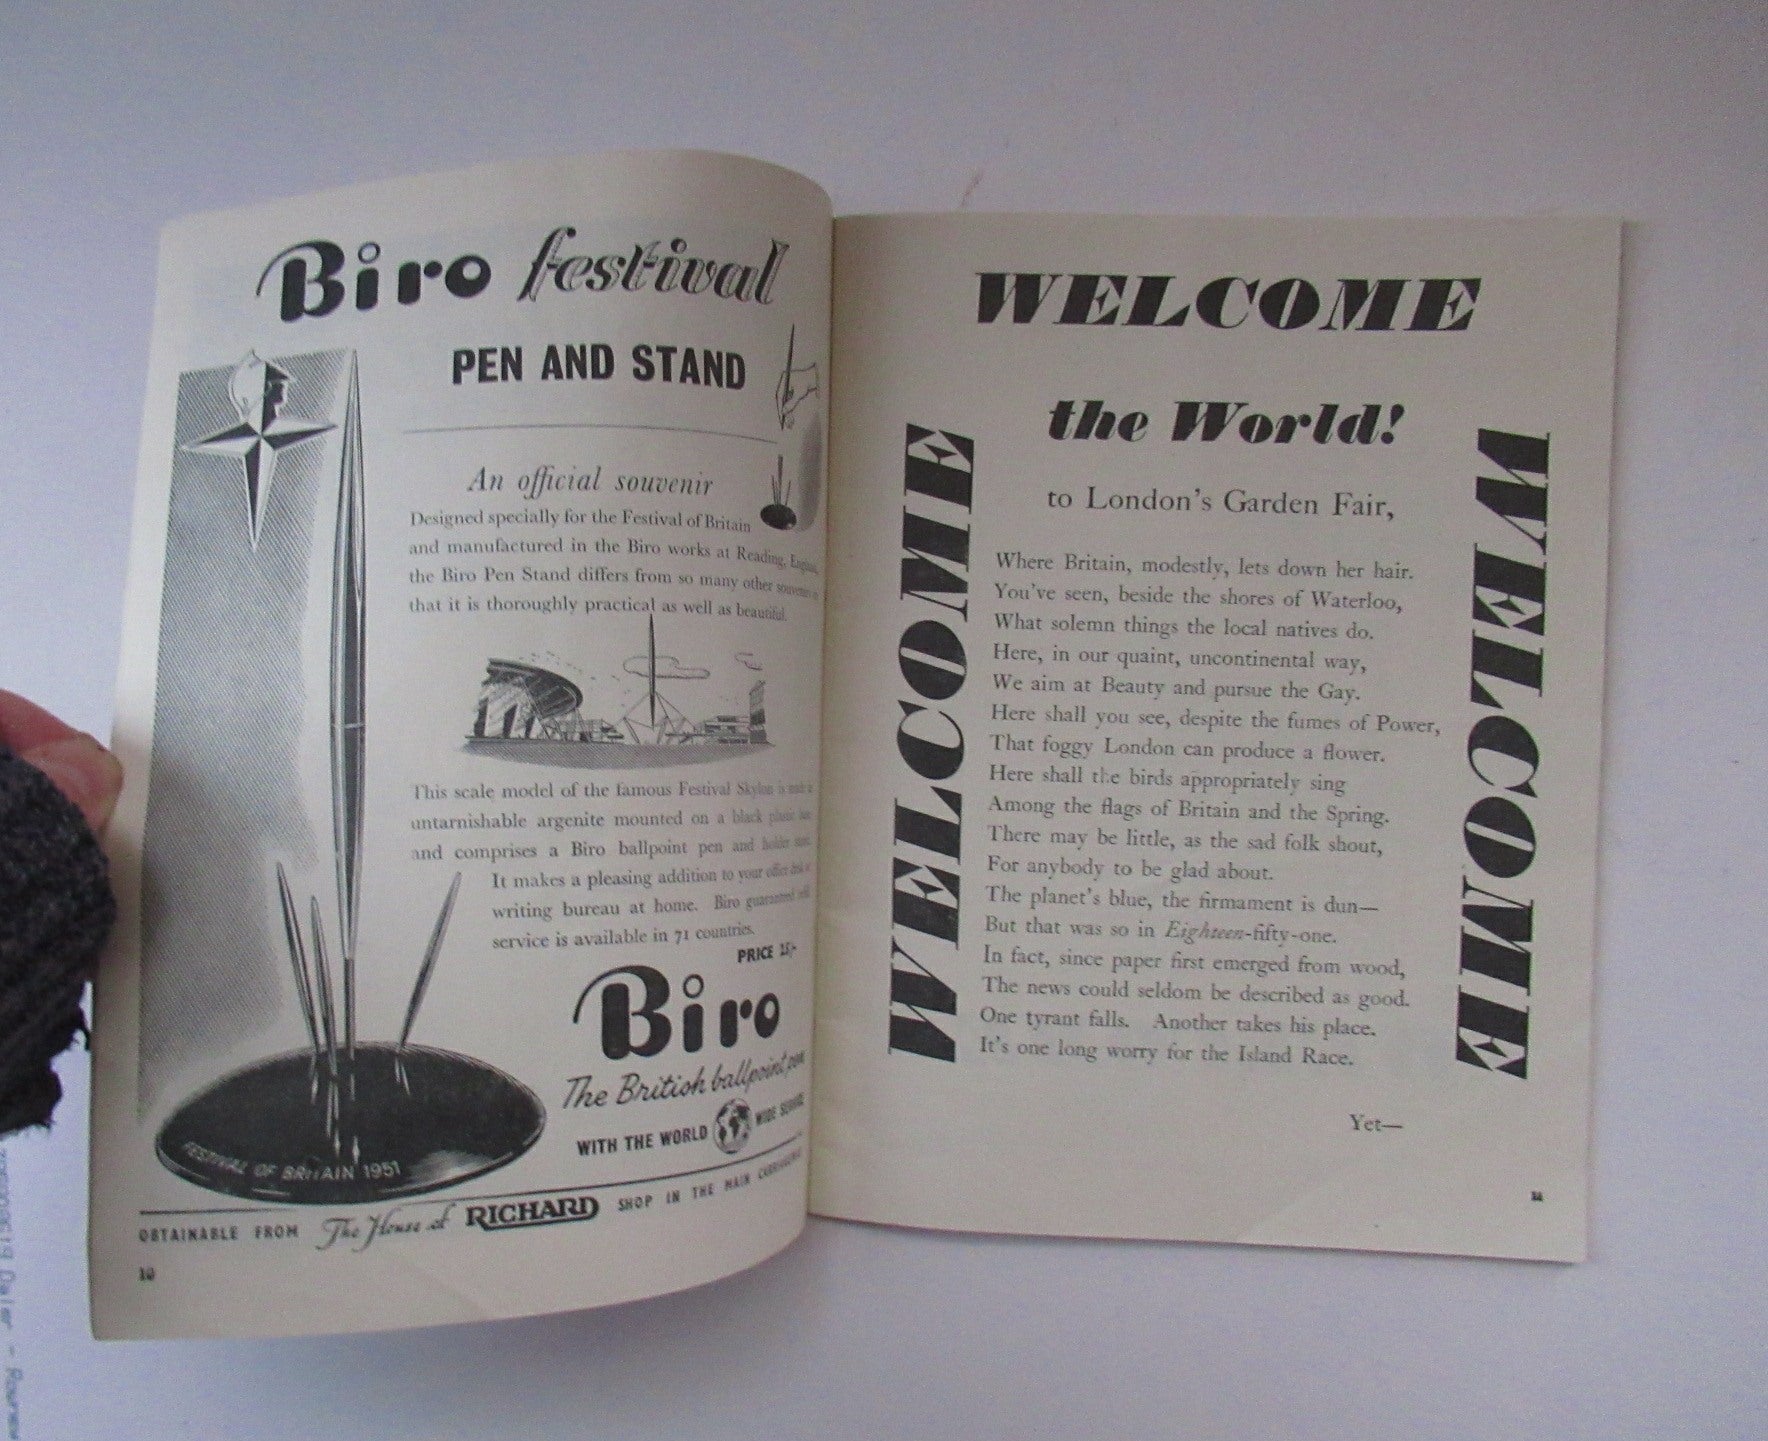 Biro festival
PEN AND STAND
An official souvenir
Designed specially for the Festival of Britain
and manufactured in the Biro works at Reading, England,
the Biro Pen Stand differs from so many other souvenirs in
that it is thoroughly practical as well as beautiful.
This scale model of the famous Festival Skylon is made in
untarnishable argenite mounted on a black plastic base
and comprises a Biro ballpoint pen and holder
It makes a pleasing addition to your office desk or
writing bureau at home. Biro guaranteed
service is available in 71 countries.
PRICE
Biro
The British ballpoint pen
WITH THE WORLD WIDE SERVICE
FESTIVAL OF BRITAIN 1951
OBTAINABLE FROM The House of RICHARD SHOP IN THE MAIN
10
WELCOME
the World!
WELCOME
WELCOME
to London's Garden Fair,
Where Britain, modestly, lets down her hair.
You've seen, beside the shores of Waterloo,
What solemn things the local natives do.
Here, in our quaint, uncontinental way,
We aim at Beauty and pursue the Gay.
Here shall you see, despite the fumes of Power,
That foggy London can produce a flower.
Here shall the birds appropriately sing
Among the flags of Britain and the Spring.
There may be little, as the sad folk shout,
For anybody to be glad about.
The planet's blue, the firmament is dun—
But that was so in Eighteen-fifty-one.
In fact, since paper first emerged from wood,
The news could seldom be described as good.
One tyrant falls. Another takes his place.
It's one long worry for the Island Race.
Yet—